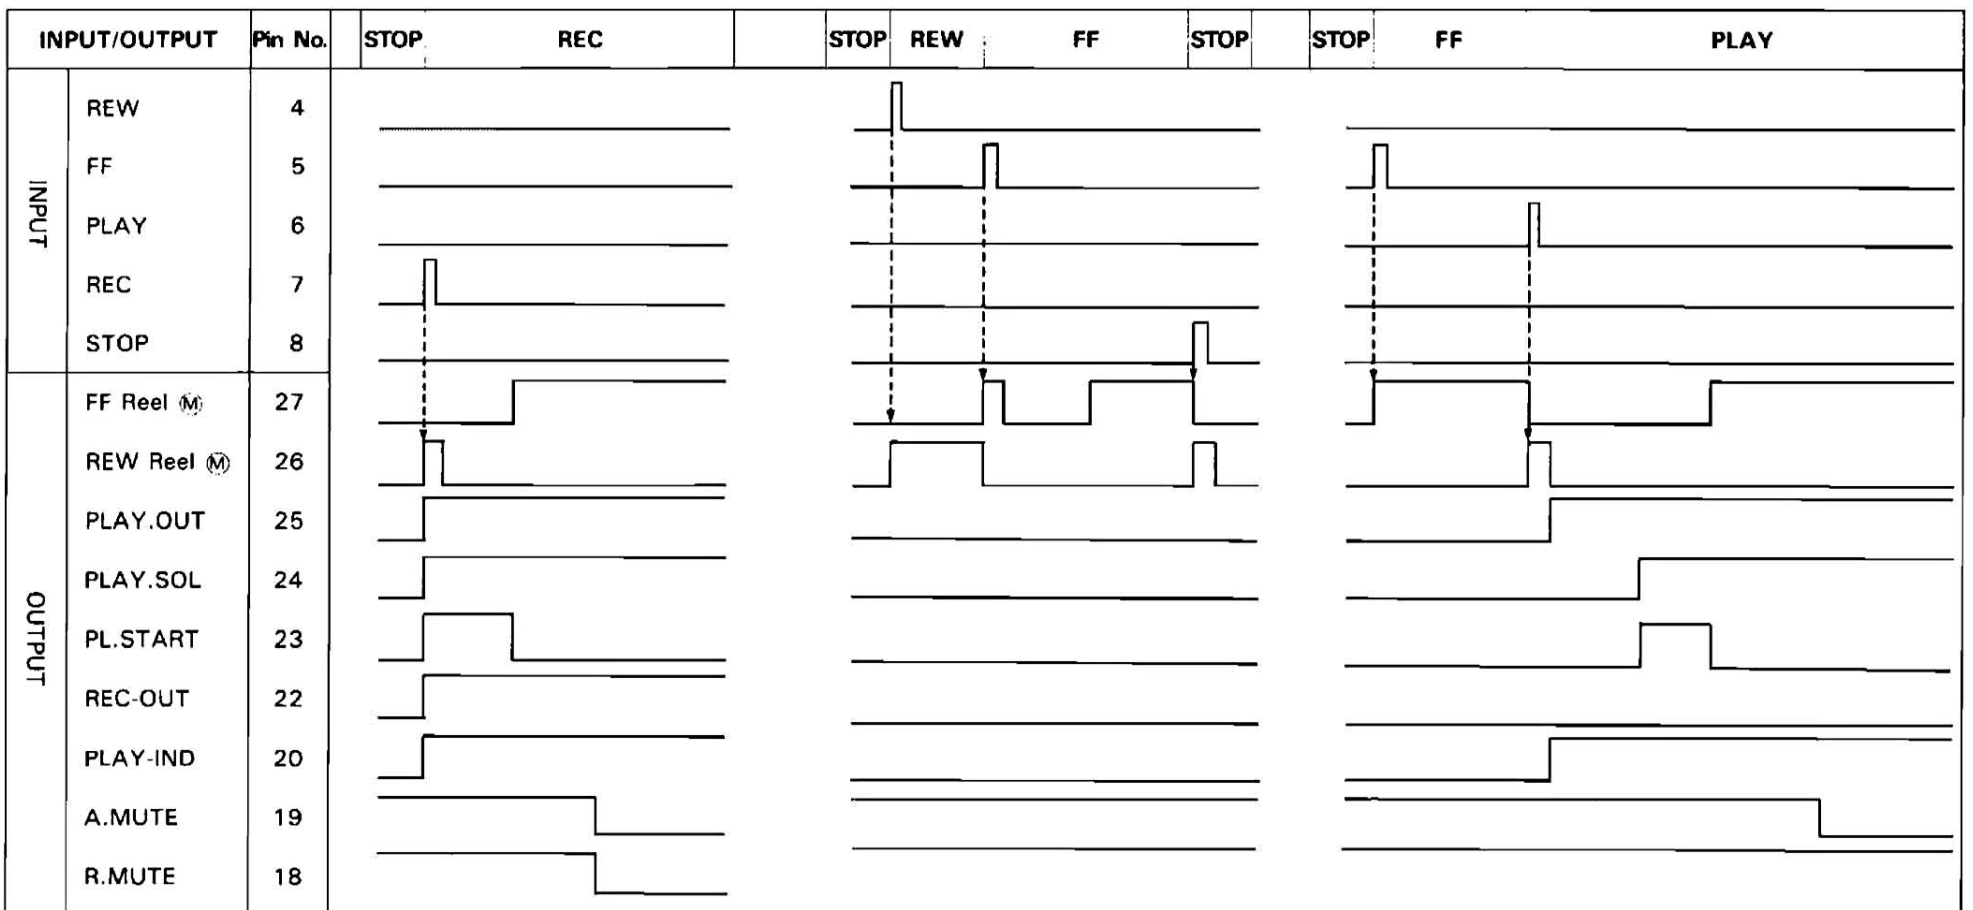 INPUT/OUTPUT Pin No. STOP REC STOP REW FF STOP STOP FF PLAY
INPUT
REW 4
FF 5
PLAY 6
REC 7
STOP 8
OUTPUT
FF Reel Ⓜ 27
REW Reel Ⓜ 26
PLAY.OUT 25
PLAY.SOL 24
PL.START 23
REC-OUT 22
PLAY-IND 20
A.MUTE 19
R.MUTE 18